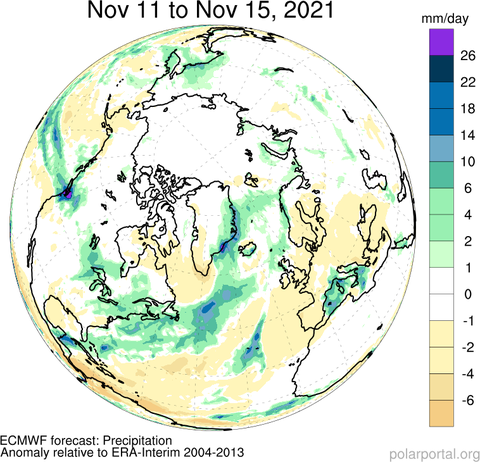 Nov 11 to Nov 15, 2021
mm/day
26
22
18
14
10
6
4
2
1
0
-1
-2
-4
-6
ECMWF forecast: Precipitation
Anomaly relative to ERA-Interim 2004-2013
polarportal.org